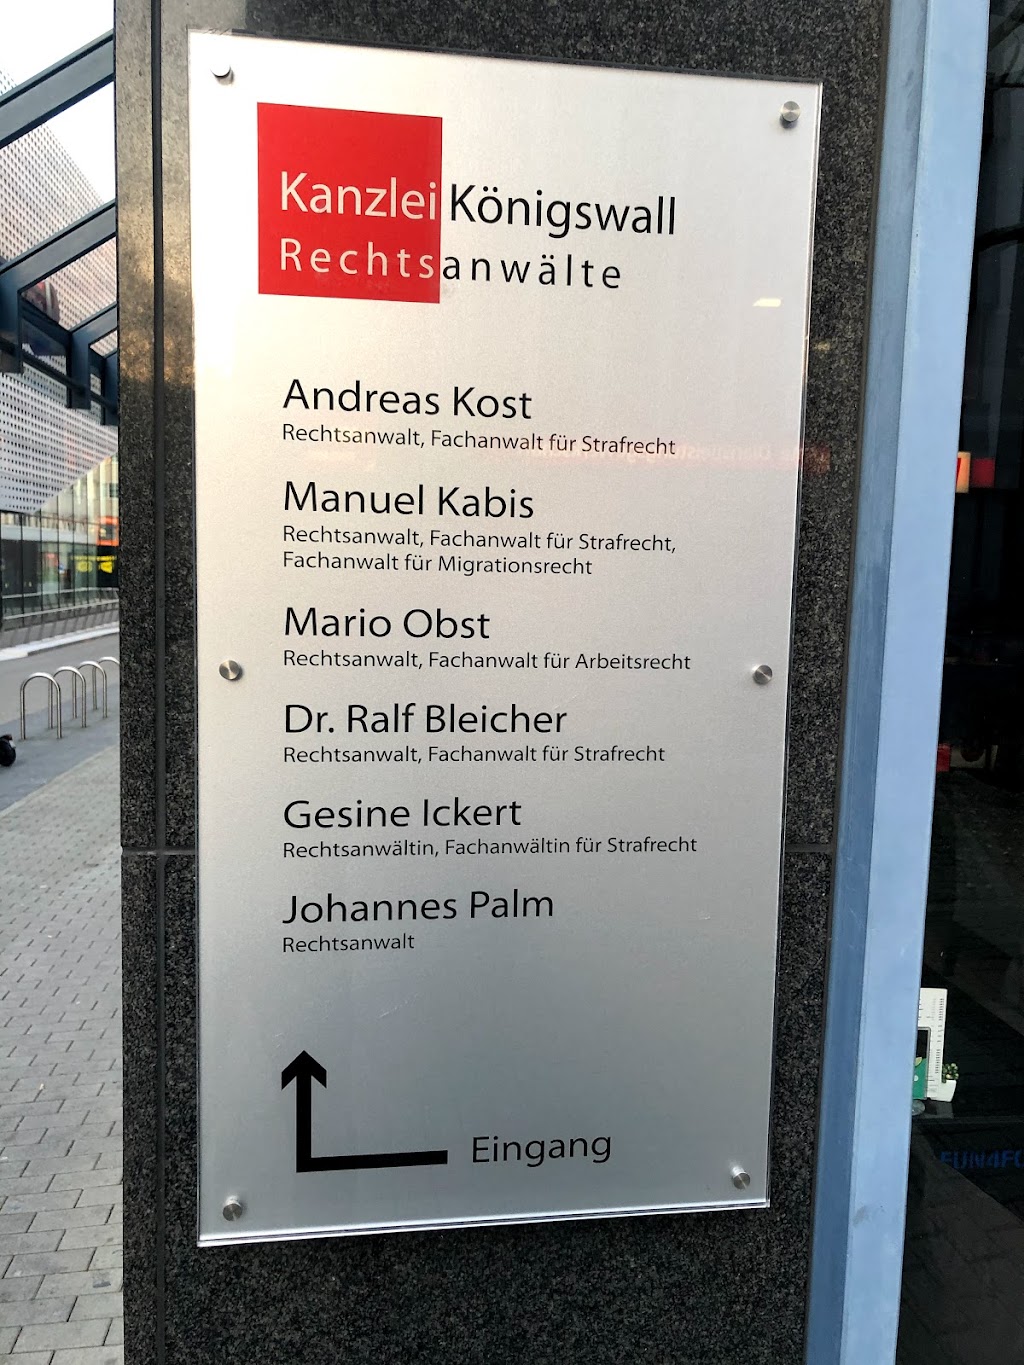 Kanzlei Königswall
Rechtsanwälte
Andreas Kost
Rechtsanwalt, Fachanwalt für Strafrecht
Manuel Kabis
Rechtsanwalt, Fachanwalt für Strafrecht,
Fachanwalt für Migrationsrecht
Mario Obst
Rechtsanwalt, Fachanwalt für Arbeitsrecht
Dr. Ralf Bleicher
Rechtsanwalt, Fachanwalt für Strafrecht
Gesine Ickert
Rechtsanwältin, Fachanwältin für Strafrecht
Johannes Palm
Rechtsanwalt
Eingang